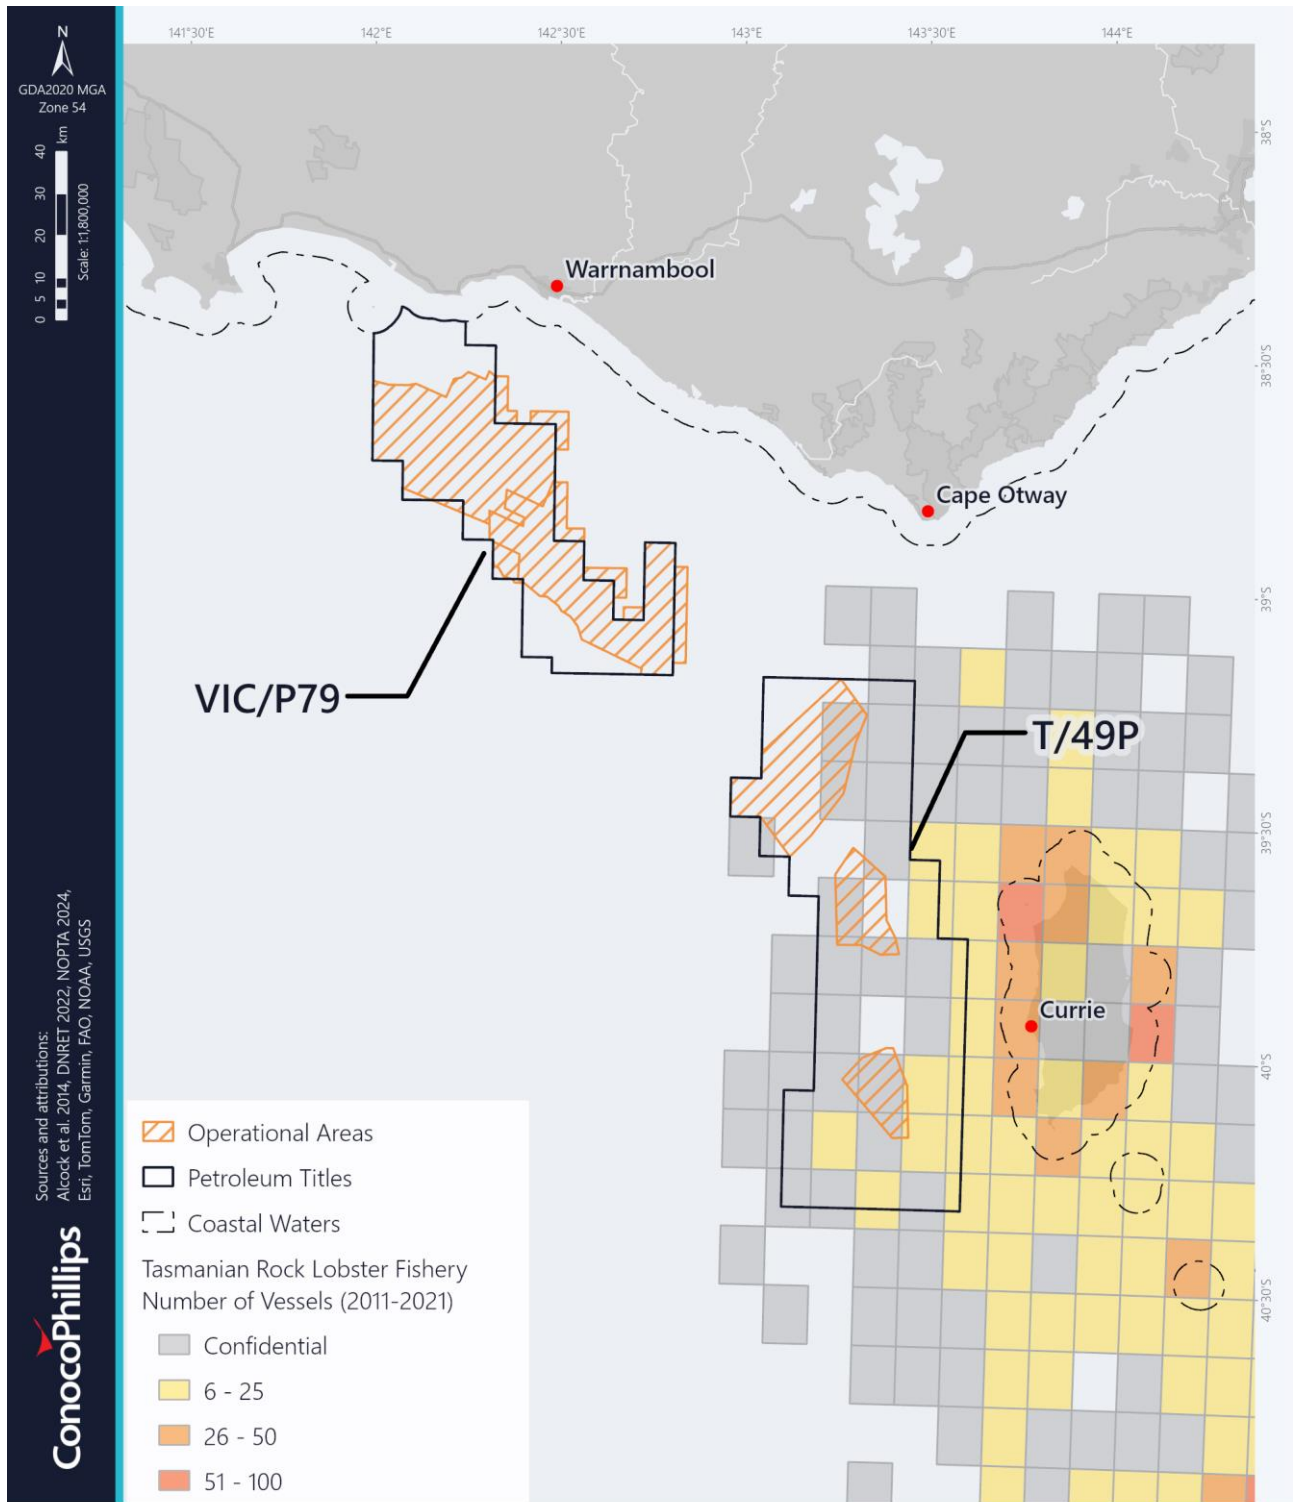 N
GDA2020 MGA
Zone 54
km
0 5 10 20 30 40
Scale: 1:1,800,000
Sources and attributions:
Alcock et al. 2014, DNRET 2022, NOPTA 2024,
Esri, TomTom, Garmin, FAO, NOAA, USGS
ConocoPhillips
141°30'E 142°E 142°30'E 143°E 143°30'E 144°E
38°S
38°30'S
39°S
39°30'S
40°S
40°30'S
Warrnambool
Cape Otway
VIC/P79
T/49P
Currie
Operational Areas
Petroleum Titles
Coastal Waters
Tasmanian Rock Lobster Fishery
Number of Vessels (2011-2021)
Confidential
6 - 25
26 - 50
51 - 100